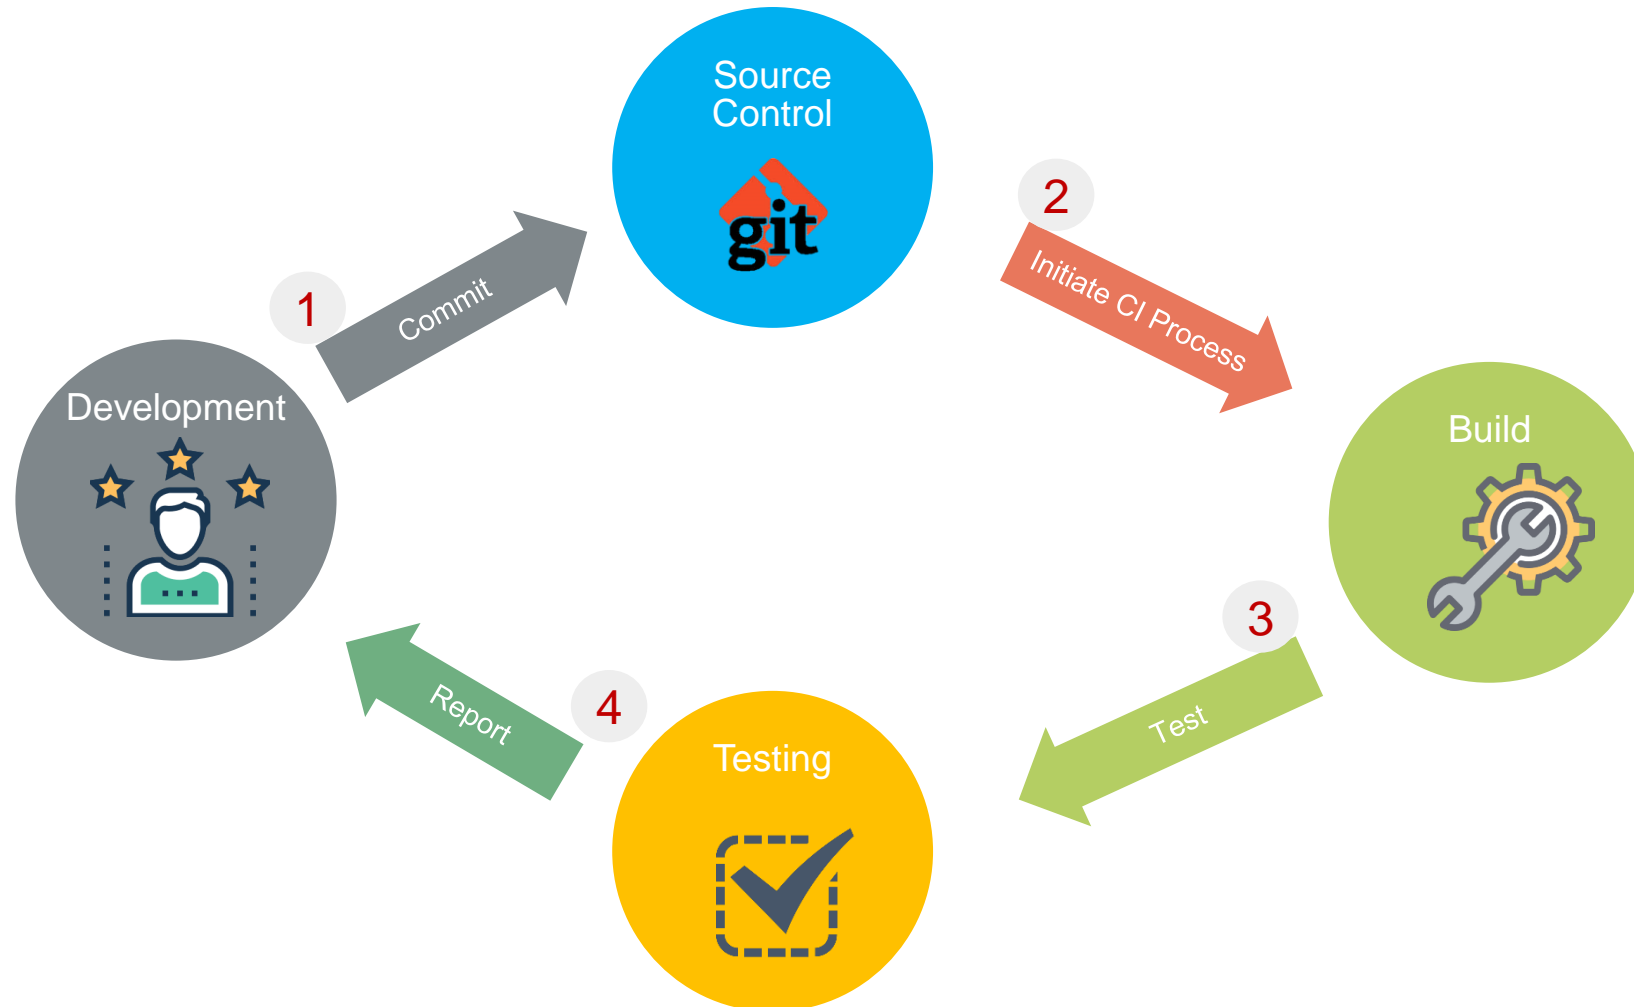 Source
Control
git
2
Initiate CI Process
1
Commit
Development
Build
3
Test
4
Report
Testing